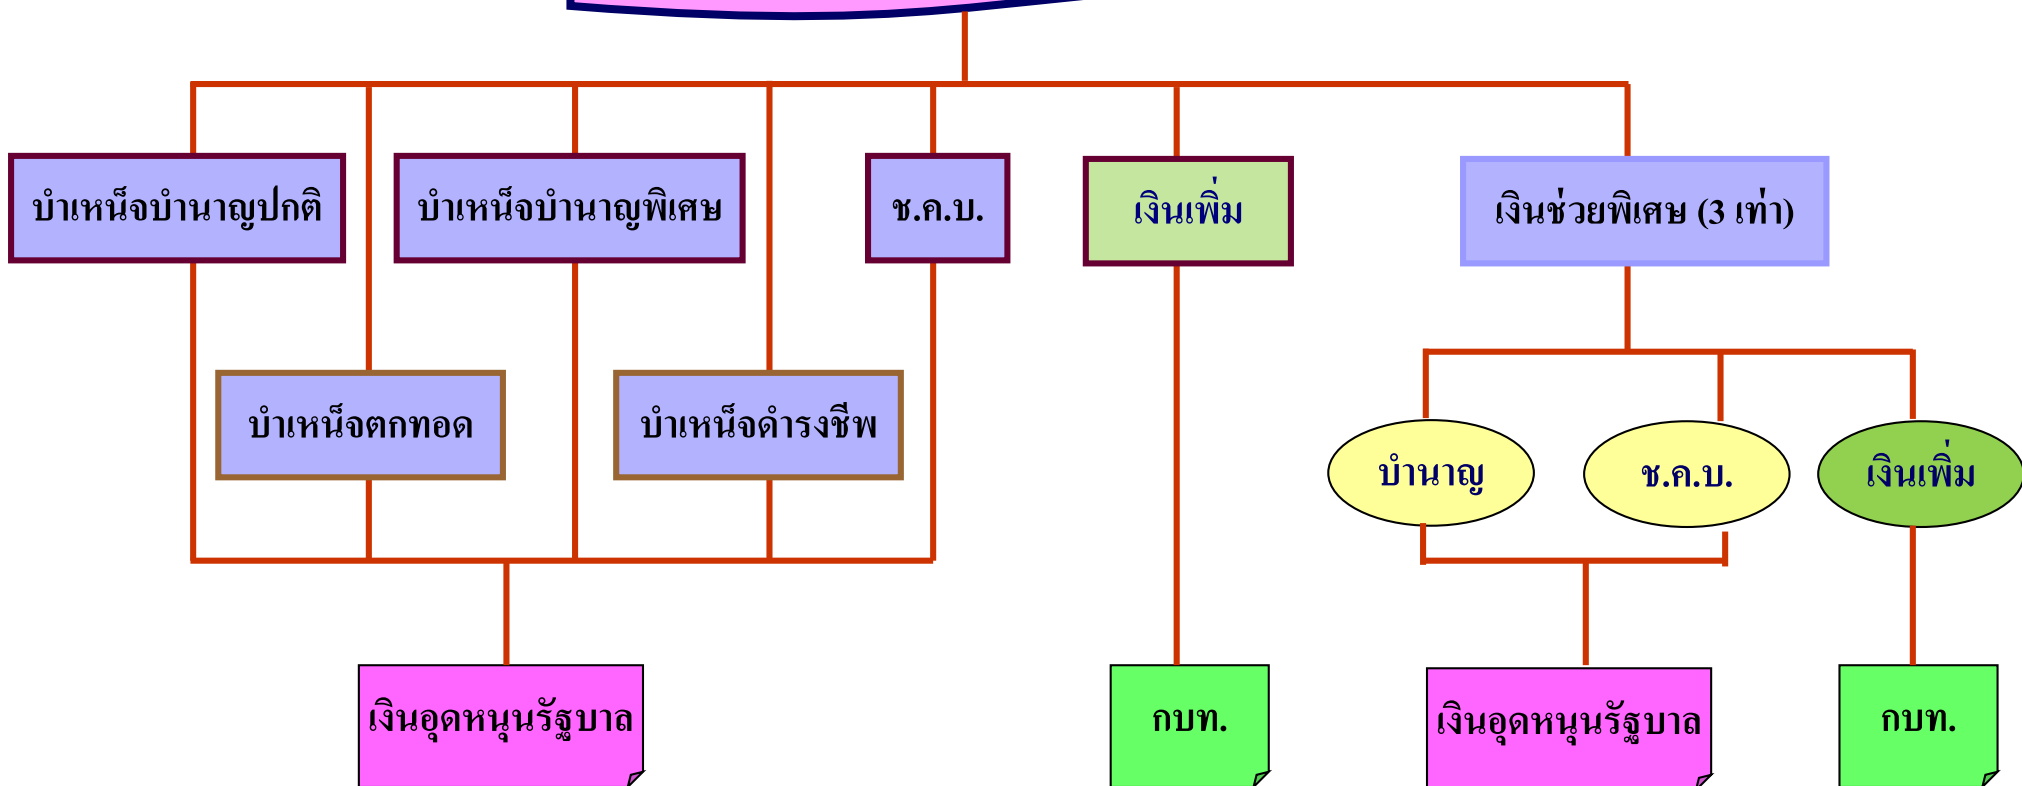 บำเหน็จบำนาญปกติ
บำเหน็จบำนาญพิเศษ
ช.ค.บ.
เงินเพิ่ม
เงินช่วยพิเศษ (3 เท่า)
บำเหน็จตกทอด
บำเหน็จดำรงชีพ
บำนาญ
ช.ค.บ.
เงินเพิ่ม
เงินอุดหนุนรัฐบาล
กบท.
เงินอุดหนุนรัฐบาล
กบท.